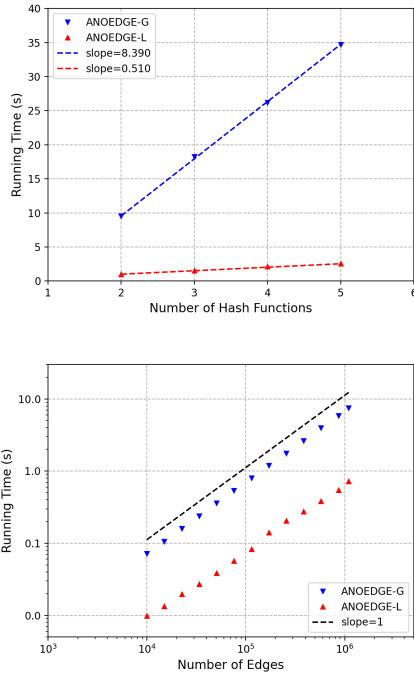 40
35
30
25
20
15
10
5
0
Running Time (s)
ANOEDGE-G
ANOEDGE-L
slope=8.390
slope=0.510
1 2 3 4 5 6
Number of Hash Functions
10.0
1.0
0.1
0.0
Running Time (s)
ANOEDGE-G
ANOEDGE-L
slope=1
10³ 10⁴ 10⁵ 10⁶
Number of Edges